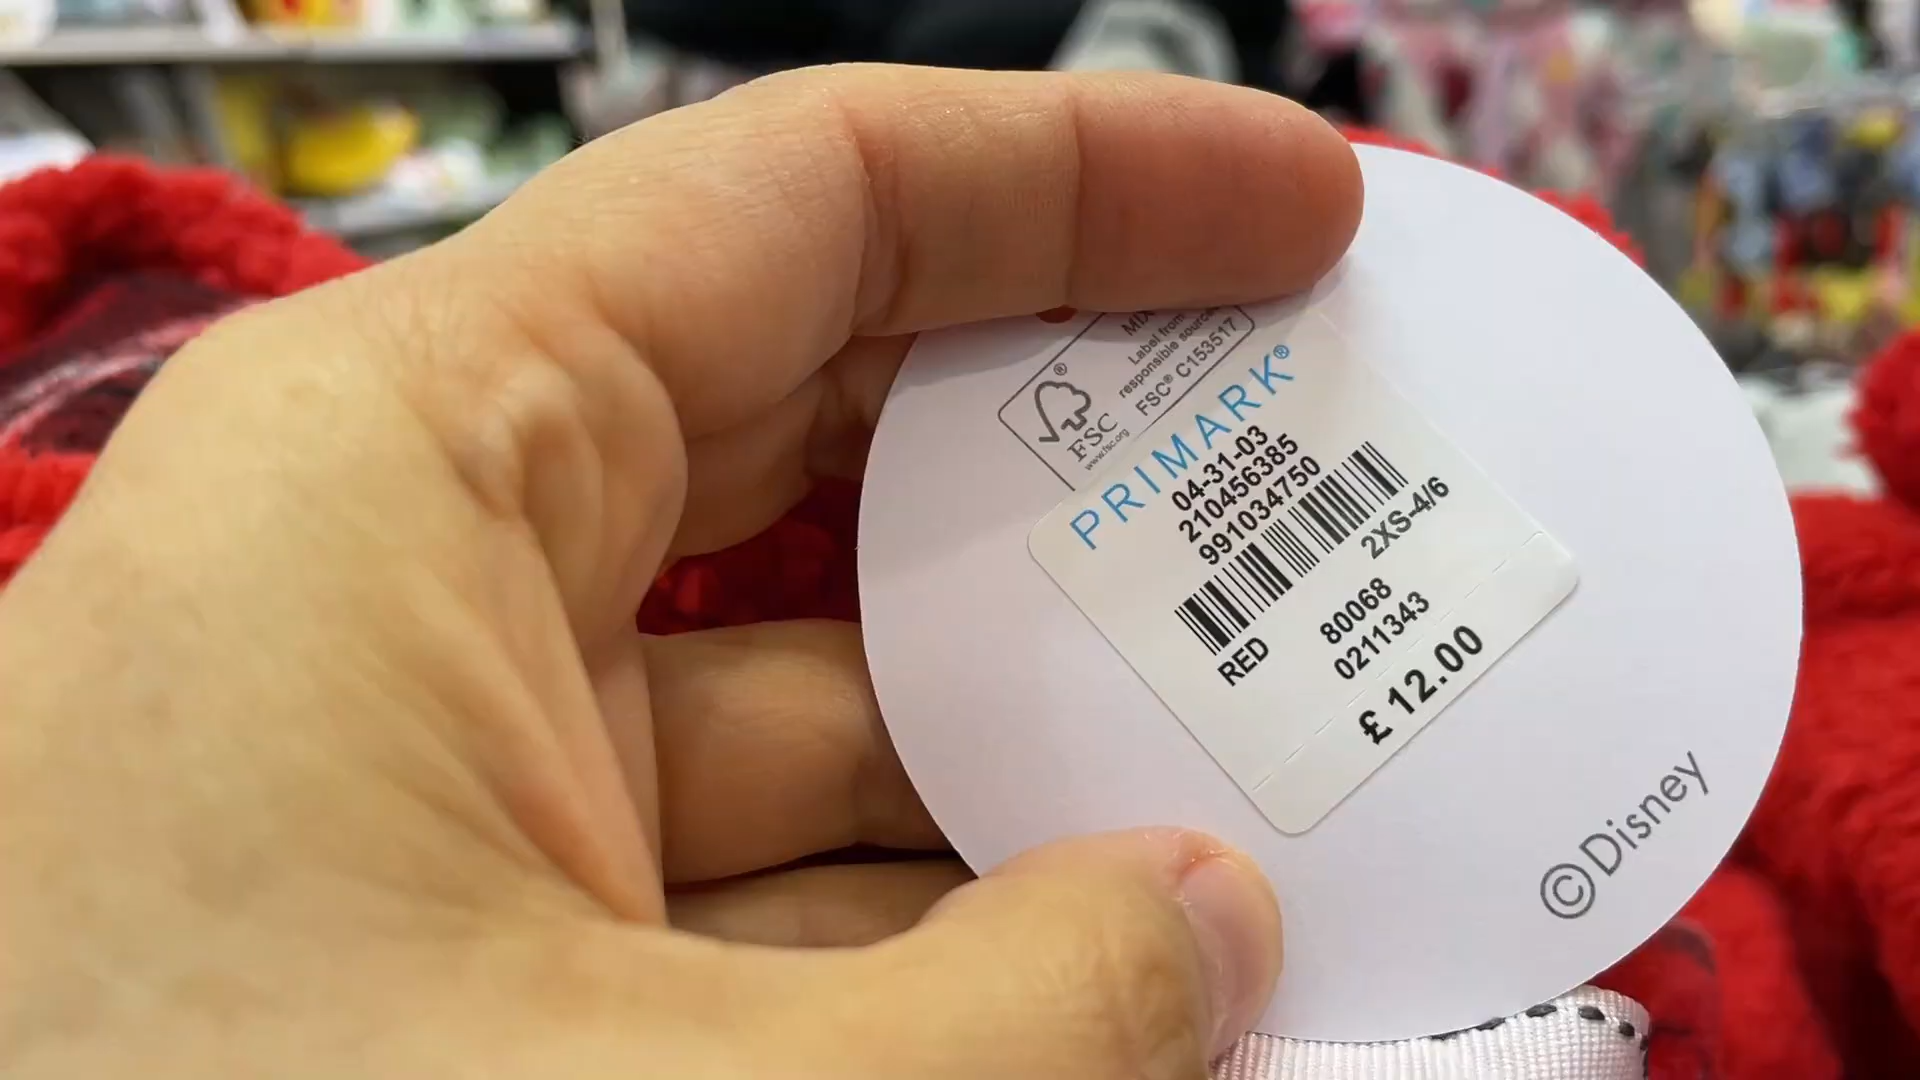 MIX
Label from
responsible sources
FSC® C153517
®
FSC
www.fsc.org
PRIMARK®
04-31-03
210456385
991034750
2XS-4/6
RED
80068
0211343
£ 12.00
©Disney